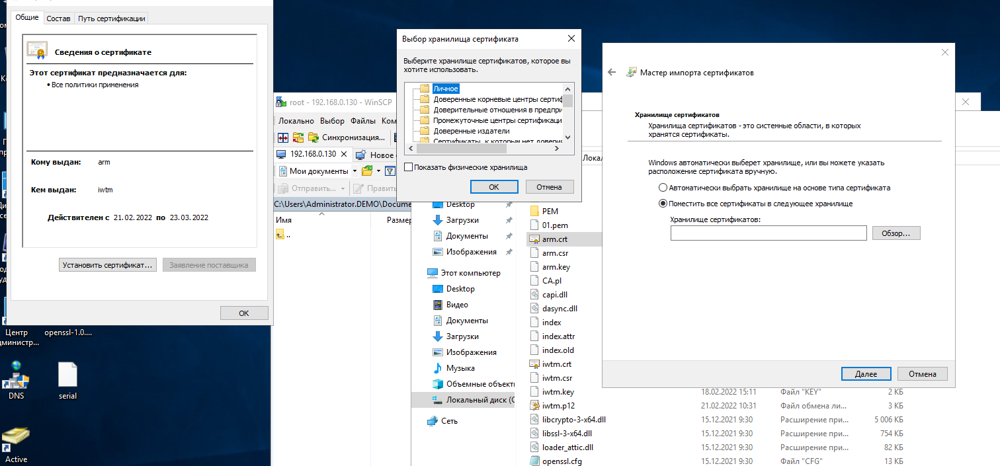 Общие
Состав
Путь сертификации
Сведения о сертификате
Этот сертификат предназначается для:
• Все политики применения
Кому выдан: arm
Кем выдан: iwtm
Действителен с 21.02.2022 по 23.03.2022
Установить сертификат...
Заявление поставщика
ОК
Центр
openssl-1.0....
DNS
serial
Active
root - 192.168.0.130 - WinSCP
Локально Выбор Файлы Ком
Синхронизация...
192.168.0.130
Новое
Мои документы
Отправить...
Править
C:\Users\Administrator.DEMO\Docume
Имя
Размер
..
Выбор хранилища сертификата
Выберите хранилище сертификатов, которое вы
хотите использовать.
Личное
Доверенные корневые центры сертиф
Доверительные отношения в предпри
Промежуточные центры сертификаци
Доверенные издатели
Сертификаты, к которым нет довери
Показать физические хранилища
ОК
Отмена
Desktop
Загрузки
Документы
Изображения
Этот компьютер
Desktop
Видео
Документы
Загрузки
Изображения
Музыка
Объемные объект
Локальный диск (C
Сеть
Лока
PEM
01.pem
arm.crt
arm.csr
arm.key
CA.pl
capi.dll
dasync.dll
index
index.attr
index.old
iwtm.crt
iwtm.csr
iwtm.key 18.02.2022 15:11 Файл "KEY" 2 КБ
iwtm.p12 21.02.2022 10:31 Файл обмена ли... 3 КБ
libcrypto-3-x64.dll 15.12.2021 9:30 Расширение при... 5 006 КБ
libssl-3-x64.dll 15.12.2021 9:30 Расширение при... 754 КБ
loader_attic.dll 15.12.2021 9:30 Расширение при... 82 КБ
openssl.cfg 15.12.2021 9:30 Файл "CFG" 13 КБ
Мастер импорта сертификатов
Хранилище сертификатов
Хранилища сертификатов - это системные области, в которых
хранятся сертификаты.
Windows автоматически выберет хранилище, или вы можете указать
расположение сертификата вручную.
Автоматически выбрать хранилище на основе типа сертификата
Поместить все сертификаты в следующее хранилище
Хранилище сертификатов:
Обзор...
Далее
Отмена